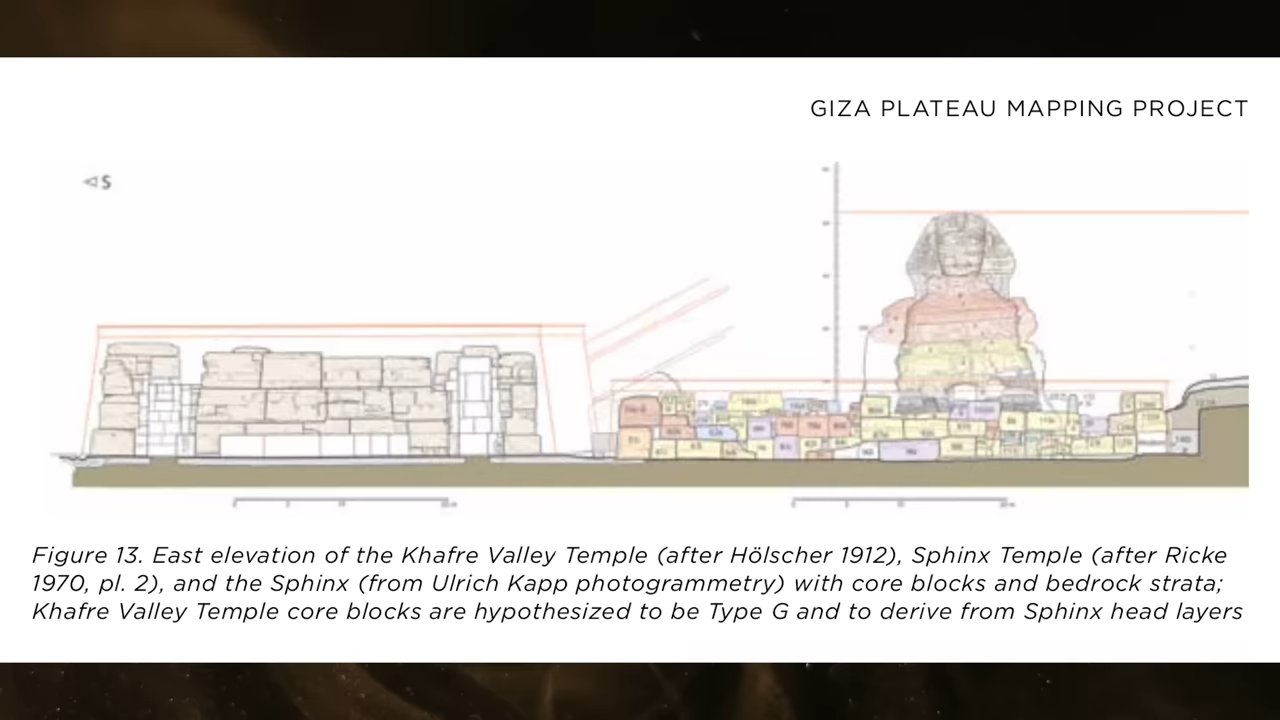 GIZA PLATEAU MAPPING PROJECT
S
Figure 13. East elevation of the Khafre Valley Temple (after Hölscher 1912), Sphinx Temple (after Ricke
1970, pl. 2), and the Sphinx (from Ulrich Kapp photogrammetry) with core blocks and bedrock strata;
Khafre Valley Temple core blocks are hypothesized to be Type G and to derive from Sphinx head layers